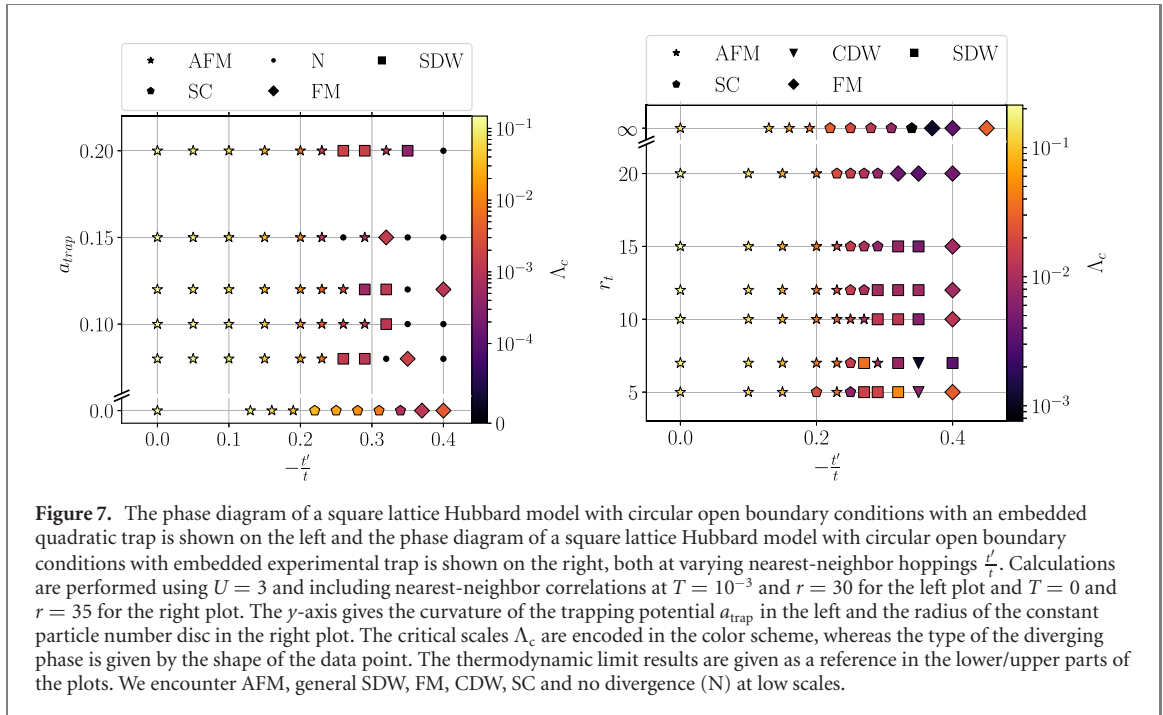 AFM N SDW
SC FM
0.20
0.15
0.10
0.0
a_trap
0.0 0.1 0.2 0.3 0.4
−t′/t
10⁻¹
10⁻²
10⁻³
10⁻⁴
0
Λ_c
AFM CDW SDW
SC FM
∞
20
15
10
5
r_t
0.0 0.2 0.4
−t′/t
10⁻¹
10⁻²
10⁻³
Λ_c
Figure 7. The phase diagram of a square lattice Hubbard model with circular open boundary conditions with an embedded
quadratic trap is shown on the left and the phase diagram of a square lattice Hubbard model with circular open boundary
conditions with embedded experimental trap is shown on the right, both at varying nearest-neighbor hoppings t′/t. Calculations
are performed using U = 3 and including nearest-neighbor correlations at T = 10⁻³ and r = 30 for the left plot and T = 0 and
r = 35 for the right plot. The y-axis gives the curvature of the trapping potential a_trap in the left and the radius of the constant
particle number disc in the right plot. The critical scales Λ_c are encoded in the color scheme, whereas the type of the diverging
phase is given by the shape of the data point. The thermodynamic limit results are given as a reference in the lower/upper parts of
the plots. We encounter AFM, general SDW, FM, CDW, SC and no divergence (N) at low scales.